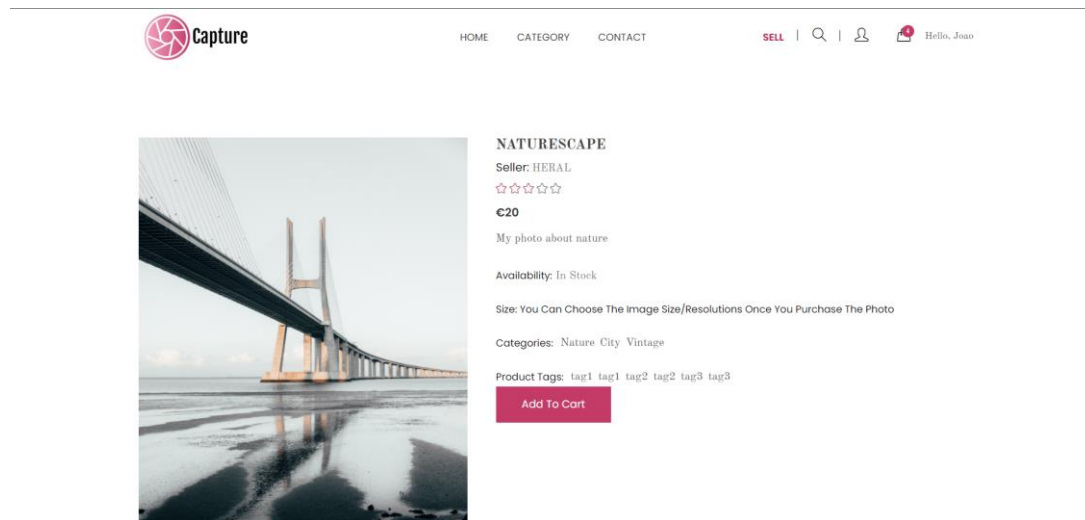 Capture
HOME CATEGORY CONTACT
SELL | | 4 Hello, Joao
NATURESCAPE
Seller: HERAL
€20
My photo about nature
Availability: In Stock
Size: You Can Choose The Image Size/Resolutions Once You Purchase The Photo
Categories: Nature City Vintage
Product Tags: tag1 tag1 tag2 tag2 tag3 tag3
Add To Cart